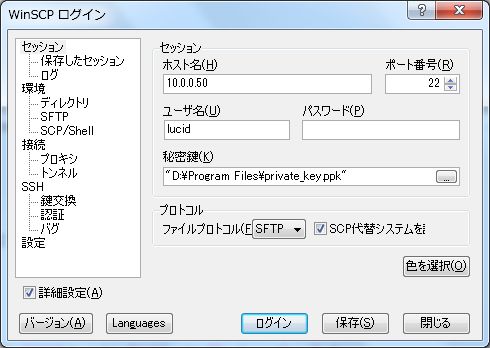 WinSCP ログイン
セッション
保存したセッション
ログ
環境
ディレクトリ
SFTP
SCP/Shell
接続
プロキシ
トンネル
SSH
鍵交換
認証
バグ
設定
セッション
ホスト名(H) ポート番号(R)
10.0.0.50 22
ユーザ名(U) パスワード(P)
lucid
秘密鍵(K)
"D:¥Program Files¥private_key.ppk" ...
プロトコル
ファイルプロトコル(F SFTP SCP代替システムを
色を選択(O)
詳細設定(A)
バージョン(A) Languages ログイン 保存(S) 閉じる